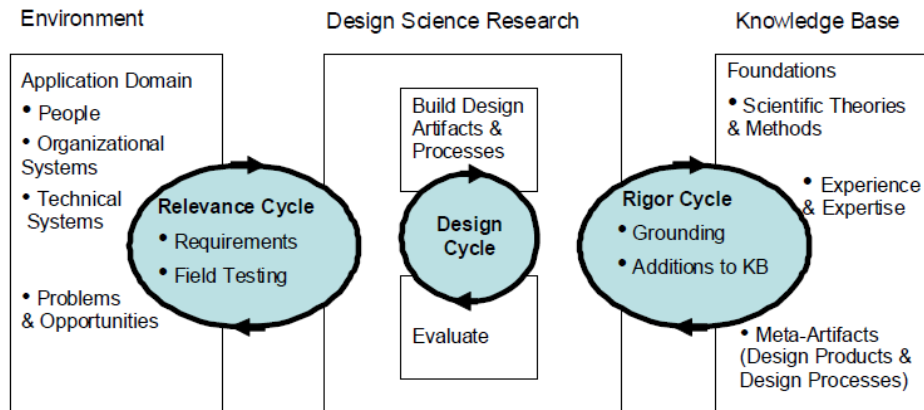 Environment
Design Science Research
Knowledge Base
Application Domain
• People
• Organizational
Systems
• Technical
Systems
• Problems
& Opportunities
Relevance Cycle
• Requirements
• Field Testing
Build Design
Artifacts &
Processes
Design
Cycle
Evaluate
Rigor Cycle
• Grounding
• Additions to KB
Foundations
• Scientific Theories
& Methods
• Experience
& Expertise
• Meta-Artifacts
(Design Products &
Design Processes)